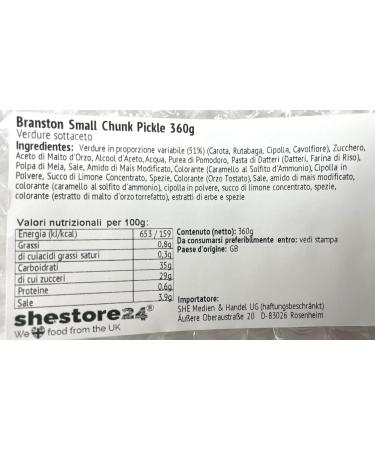 Branston Small Chunk Pickle 360g
Verdure sottaceto
Ingredientes: Verdure in proporzione variabile (51%) (Carota, Rutabaga, Cipolla, Cavolfiore), Zucchero,
Aceto di Malto d'Orzo, Alcool d'Aceto, Acqua, Purea di Pomodoro, Pasta di Datteri (Datteri, Farina di Riso),
Polpa di Mela, Sale, Amido di Mais Modificato, Colorante (Caramello al Solfito d'Ammonio), Cipolla in
Polvere, Succo di Limone Concentrato, Spezie, Colorante (Orzo Tostato), Sale, amido di mais modificato,
colorante (caramello al solfito d'ammonio), cipolla in polvere, succo di limone concentrato, spezie,
colorante (estratto di malto d'orzo tostato), estratti di erbe e spezie
Valori nutrizionali per 100g:
Energia (kJ/kcal) 653 / 159
Grassi 0,8g
di cuiacidi grassi saturi 0,3g
Carboidrati 35g
di cui zuccheri 29g
Proteine 0,6g
Sale 3,9g
Contenuto (netto): 360g
Da consumarsi preferibilmente entro: vedi stampa
Paese d'origine: GB
Importatore:
SHE Medien & Handel UG (haftungsbeschränkt)
Äußere Oberaustraße 20 D-83026 Rosenheim
shestore24®
We food from the UK